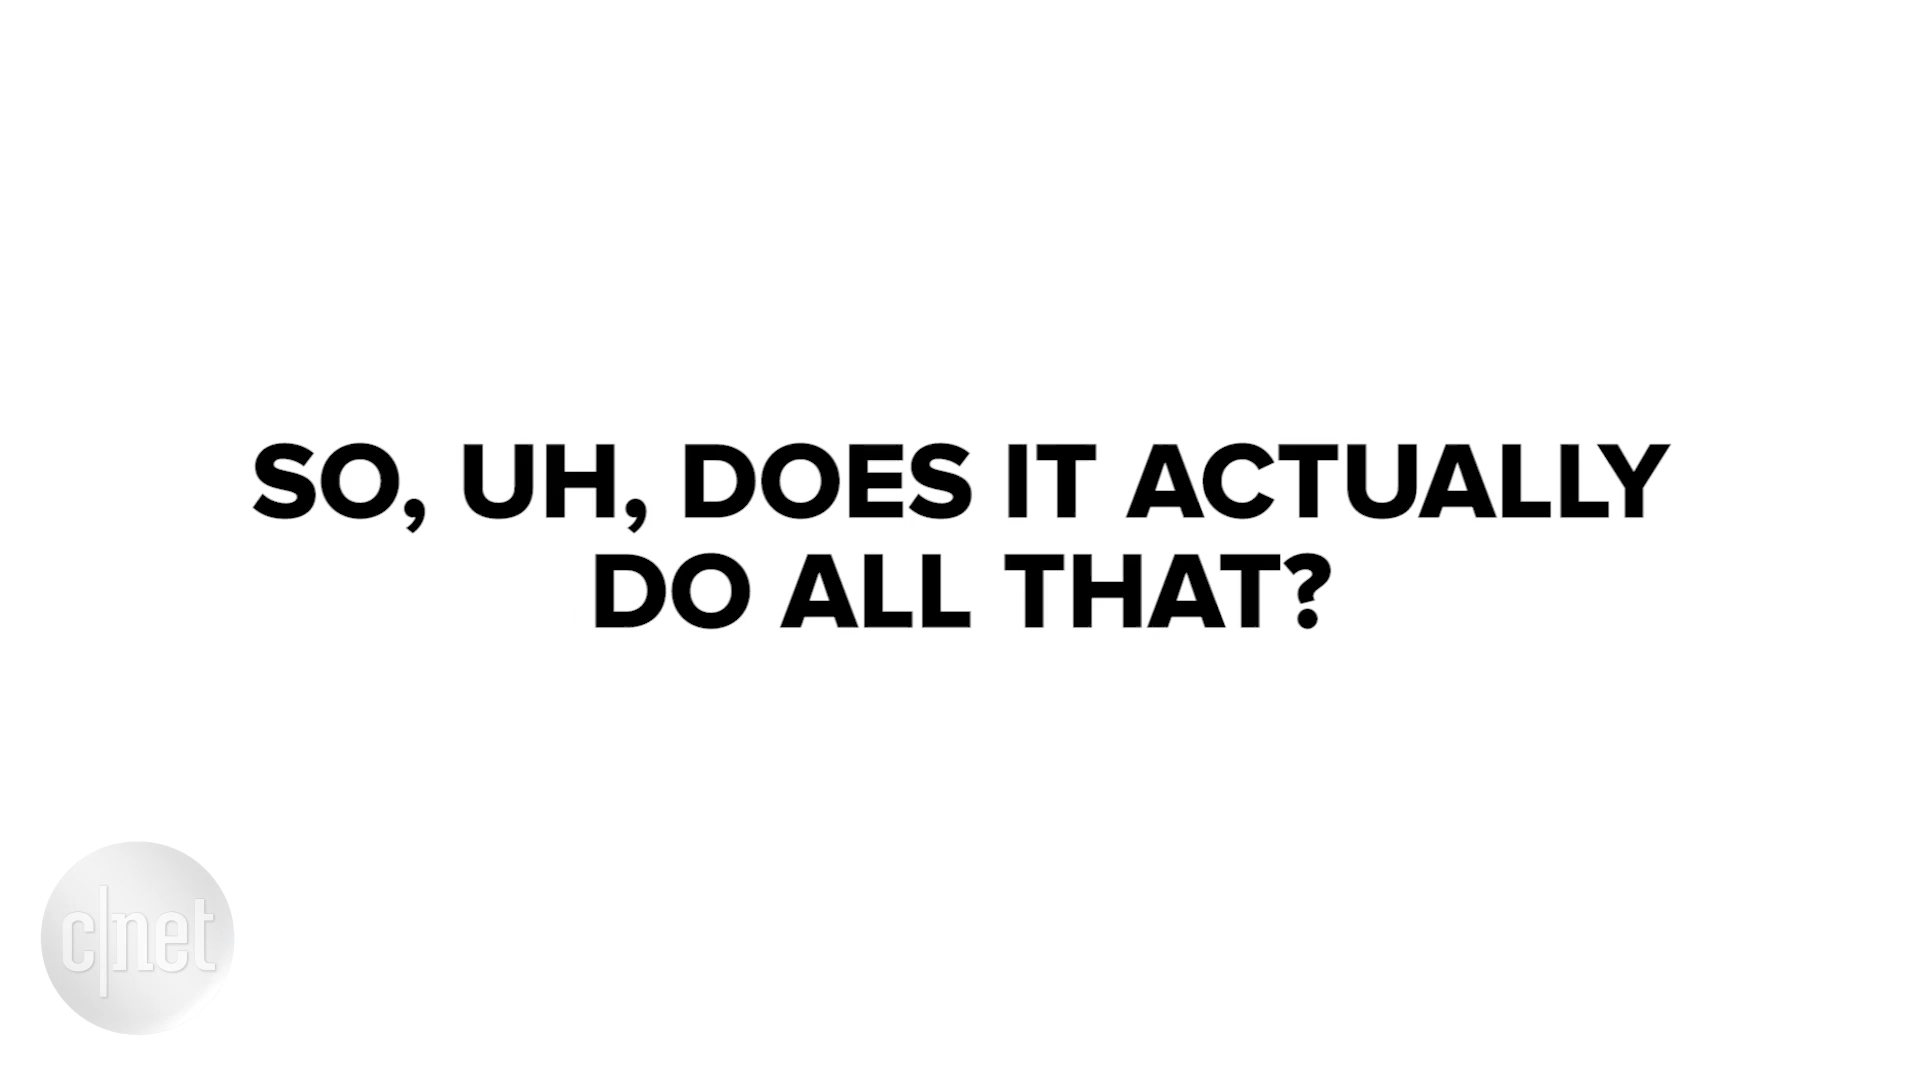 SO, UH, DOES IT ACTUALLY
DO ALL THAT?
c|net